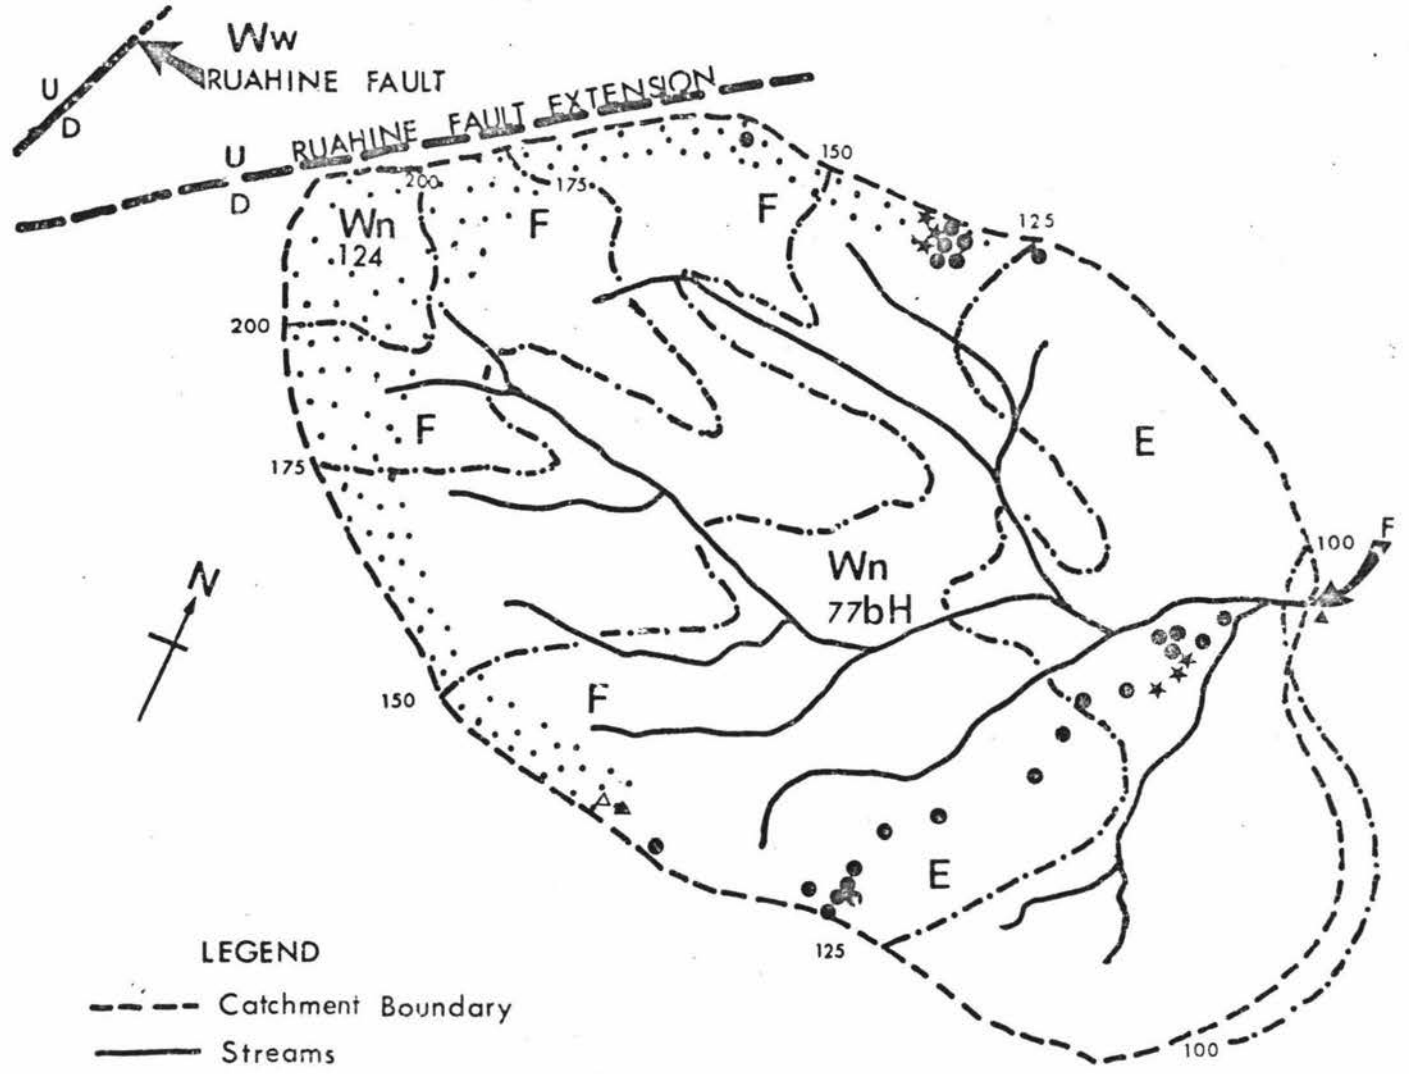 Ww
RUAHINE FAULT
U
D
RUAHINE FAULT EXTENSION
U
D
200
175
150
125
Wn
124
F
F
200
F
E
175
100
F
Wn
77bH
150
F
E
125
100
N
LEGEND
Catchment Boundary
Streams